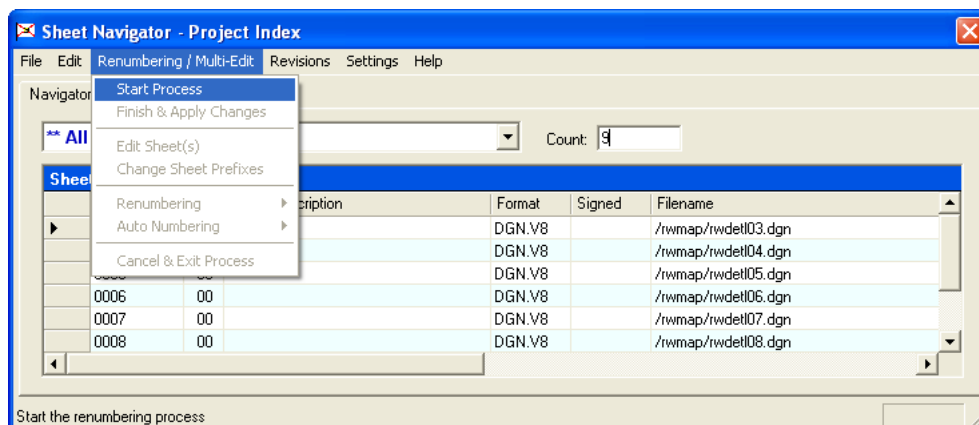 Sheet Navigator - Project Index
File Edit Renumbering / Multi-Edit Revisions Settings Help
Navigator
Start Process
Finish & Apply Changes
Edit Sheet(s)
Change Sheet Prefixes
Renumbering
Auto Numbering
Cancel & Exit Process
** All
Count: 9
Format Signed Filename
DGN.V8 /rwmap/rwdetl03.dgn
DGN.V8 /rwmap/rwdetl04.dgn
DGN.V8 /rwmap/rwdetl05.dgn
0006 00 DGN.V8 /rwmap/rwdetl06.dgn
0007 00 DGN.V8 /rwmap/rwdetl07.dgn
0008 00 DGN.V8 /rwmap/rwdetl08.dgn
Start the renumbering process